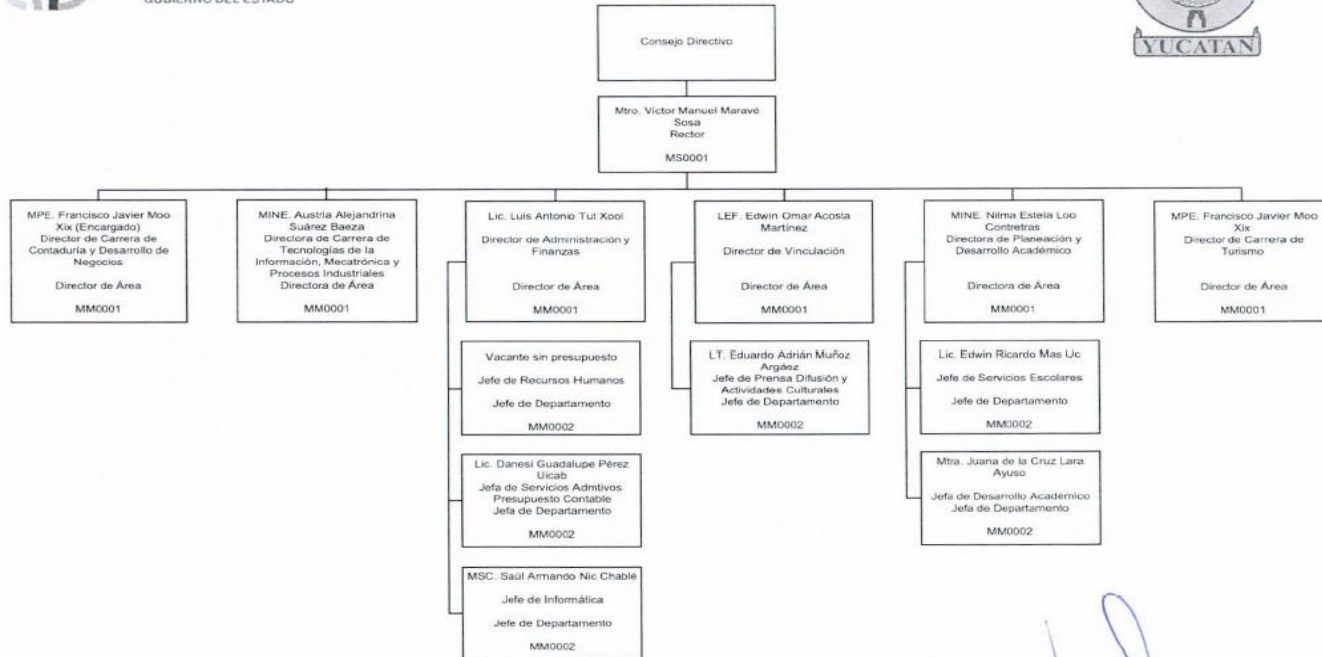 GOBIERNO DEL ESTADO
YUCATAN
Consejo Directivo
Mtro. Victor Manuel Maravé
Sosa
Rector
MS0001
MPE. Francisco Javier Moo
Xix (Encargado)
Director de Carrera de
Contaduría y Desarrollo de
Negocios
Director de Área
MM0001
MINE. Austria Alejandrina
Suárez Baeza
Directora de Carrera de
Tecnologías de la
Información, Mecatrónica y
Procesos Industriales
Directora de Área
MM0001
Lic. Luis Antonio Tut Xool
Director de Administración y
Finanzas
Director de Área
MM0001
LEF. Edwin Omar Acosta
Martinez
Director de Vinculación
Director de Área
MM0001
MINE. Nilma Estela Loo
Contretras
Directora de Planeación y
Desarrollo Académico
Directora de Área
MM0001
MPE. Francisco Javier Moo
Xix
Director de Carrera de
Turismo
Director de Área
MM0001
Vacante sin presupuesto
Jefe de Recursos Humanos
Jefe de Departamento
MM0002
Lic. Danesi Guadalupe Pérez
Uicab
Jefa de Servicios Admtivos
Presupuesto Contable
Jefa de Departamento
MM0002
MSC. Saúl Armando Nic Chablé
Jefe de Informática
Jefe de Departamento
MM0002
LT. Eduardo Adrián Muñoz
Argáez
Jefe de Prensa Difusión y
Actividades Culturales
Jefe de Departamento
MM0002
Lic. Edwin Ricardo Mas Uc
Jefe de Servicios Escolares
Jefe de Departamento
MM0002
Mtra. Juana de la Cruz Lara
Ayuso
Jefa de Desarrollo Académico
Jefa de Departamento
MM0002